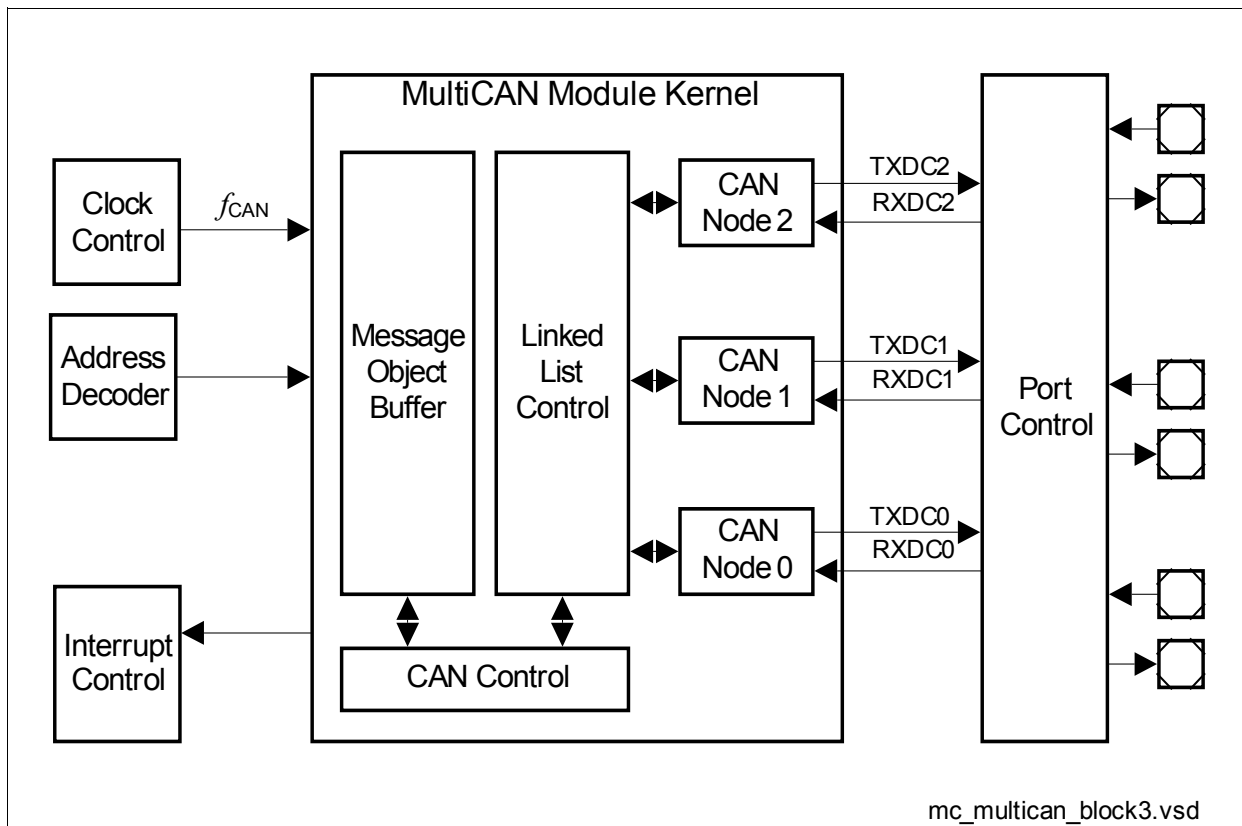 MultiCAN Module Kernel
Clock
Control
fCAN
Address
Decoder
Interrupt
Control
Message
Object
Buffer
Linked
List
Control
CAN Control
CAN
Node 2
CAN
Node 1
CAN
Node 0
TXDC2
RXDC2
TXDC1
RXDC1
TXDC0
RXDC0
Port
Control
mc_multican_block3.vsd